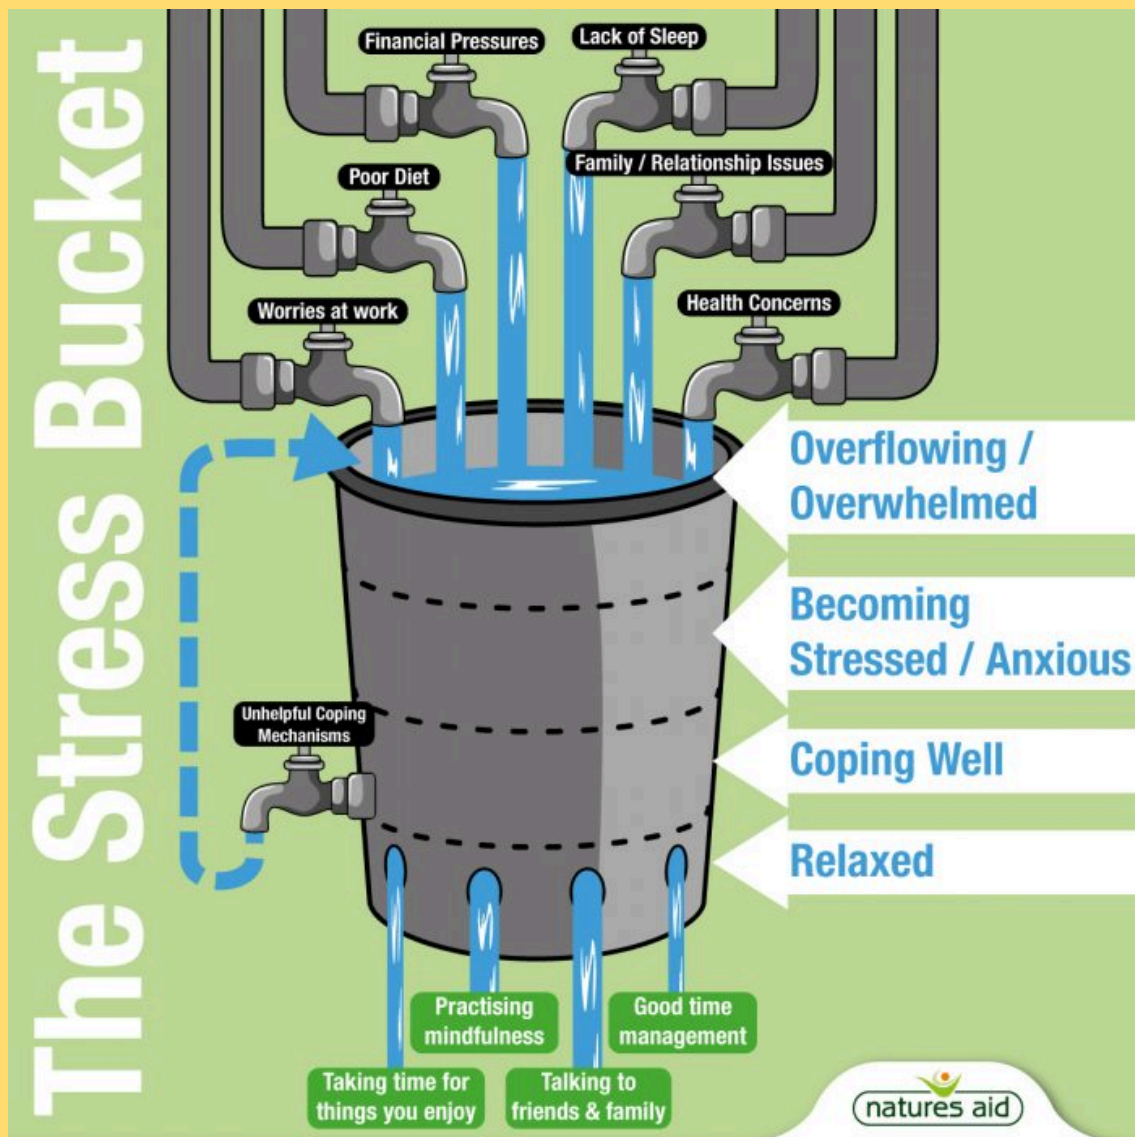 The Stress Bucket
Financial Pressures
Lack of Sleep
Poor Diet
Family / Relationship Issues
Worries at work
Health Concerns
Overflowing /
Overwhelmed
Becoming
Stressed / Anxious
Unhelpful Coping
Mechanisms
Coping Well
Relaxed
Practising
mindfulness
Good time
management
Taking time for
things you enjoy
Talking to
friends & family
natures aid